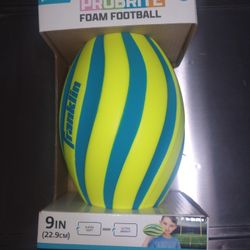 PROBRITE
FOAM FOOTBALL
franklin
9IN
(22.9CM)